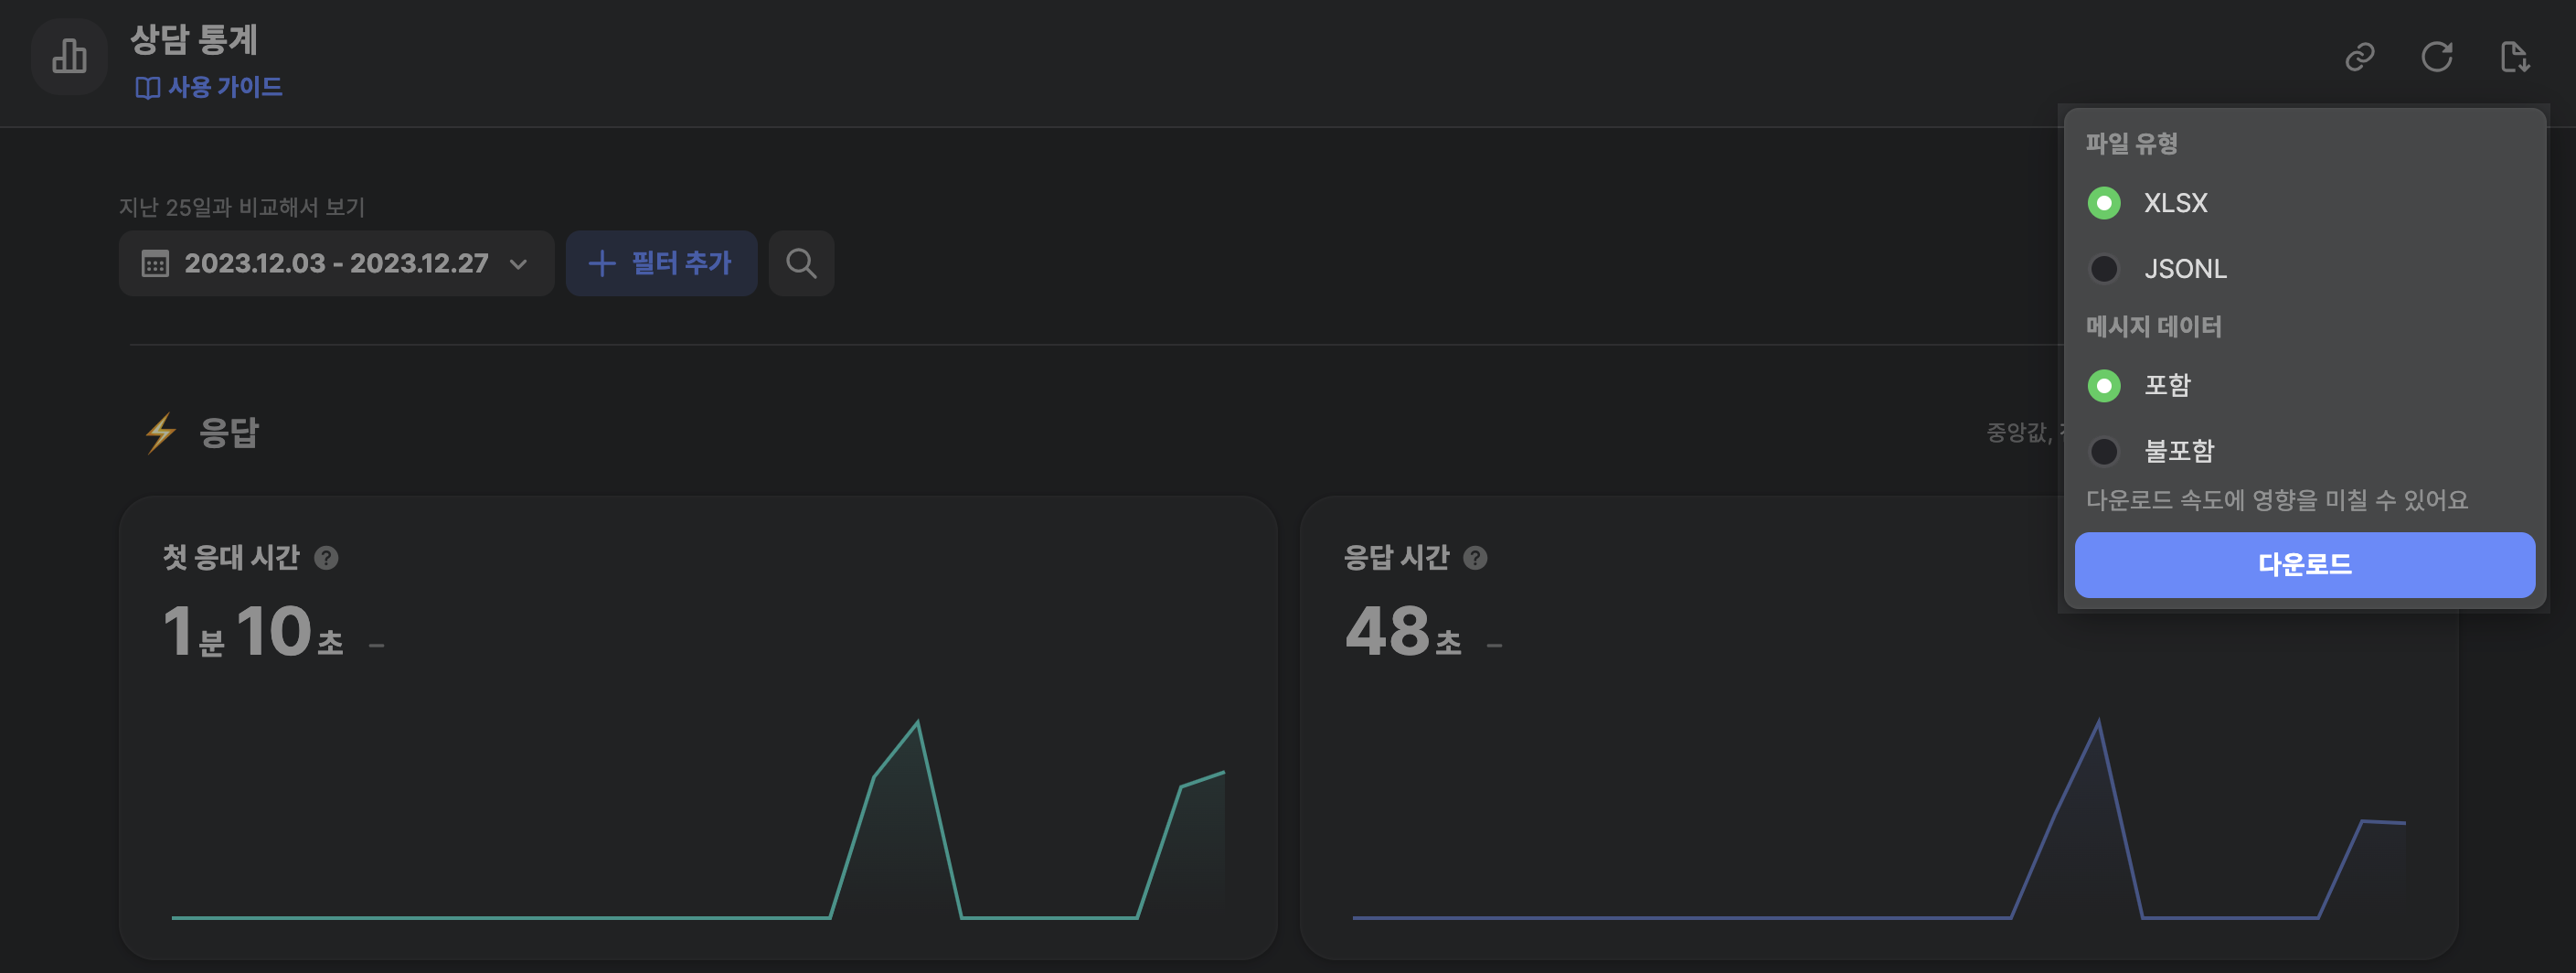 상담 통계
사용 가이드
지난 25일과 비교해서 보기
2023.12.03 - 2023.12.27
필터 추가
파일 유형
XLSX
JSONL
메시지 데이터
포함
불포함
다운로드 속도에 영향을 미칠 수 있어요
다운로드
응답
중앙값,
첫 응대 시간
1분 10초 –
응답 시간
48초 –